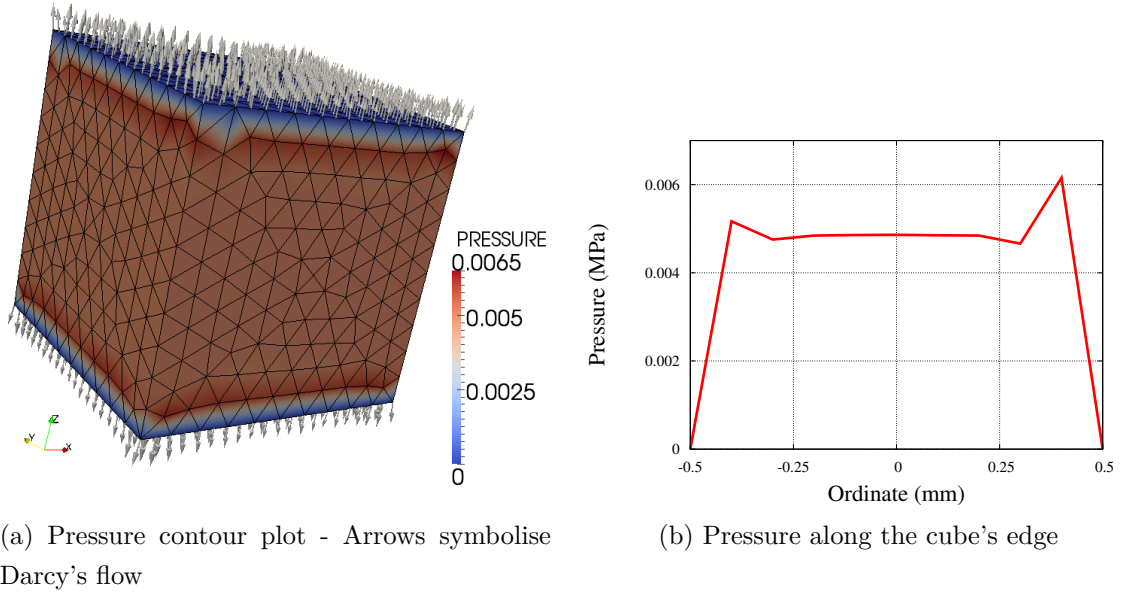 PRESSURE
0.0065
0.005
0.0025
0
Z
Y
X
Pressure (MPa)
0.006
0.004
0.002
0
-0.5
-0.25
0
0.25
0.5
Ordinate (mm)
(a) Pressure contour plot - Arrows symbolise
Darcy's flow
(b) Pressure along the cube's edge